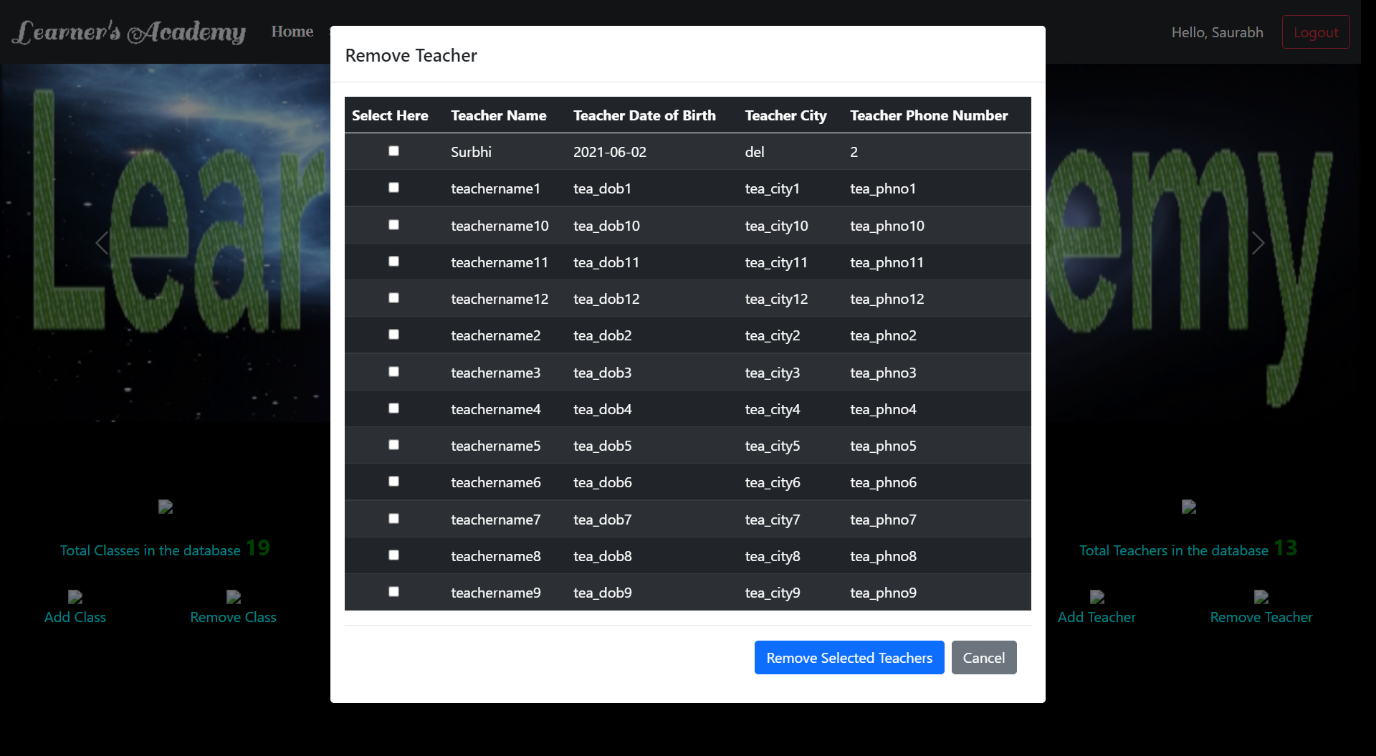 Learner's Academy Home
Hello, Saurabh Logout
Remove Teacher
Select Here Teacher Name Teacher Date of Birth Teacher City Teacher Phone Number
Surbhi 2021-06-02 del 2
teachername1 tea_dob1 tea_city1 tea_phno1
teachername10 tea_dob10 tea_city10 tea_phno10
teachername11 tea_dob11 tea_city11 tea_phno11
teachername12 tea_dob12 tea_city12 tea_phno12
teachername2 tea_dob2 tea_city2 tea_phno2
teachername3 tea_dob3 tea_city3 tea_phno3
teachername4 tea_dob4 tea_city4 tea_phno4
teachername5 tea_dob5 tea_city5 tea_phno5
teachername6 tea_dob6 tea_city6 tea_phno6
teachername7 tea_dob7 tea_city7 tea_phno7
teachername8 tea_dob8 tea_city8 tea_phno8
teachername9 tea_dob9 tea_city9 tea_phno9
Remove Selected Teachers Cancel
Lear emy
Total Classes in the database 19
Add Class Remove Class
Total Teachers in the database 13
Add Teacher Remove Teacher